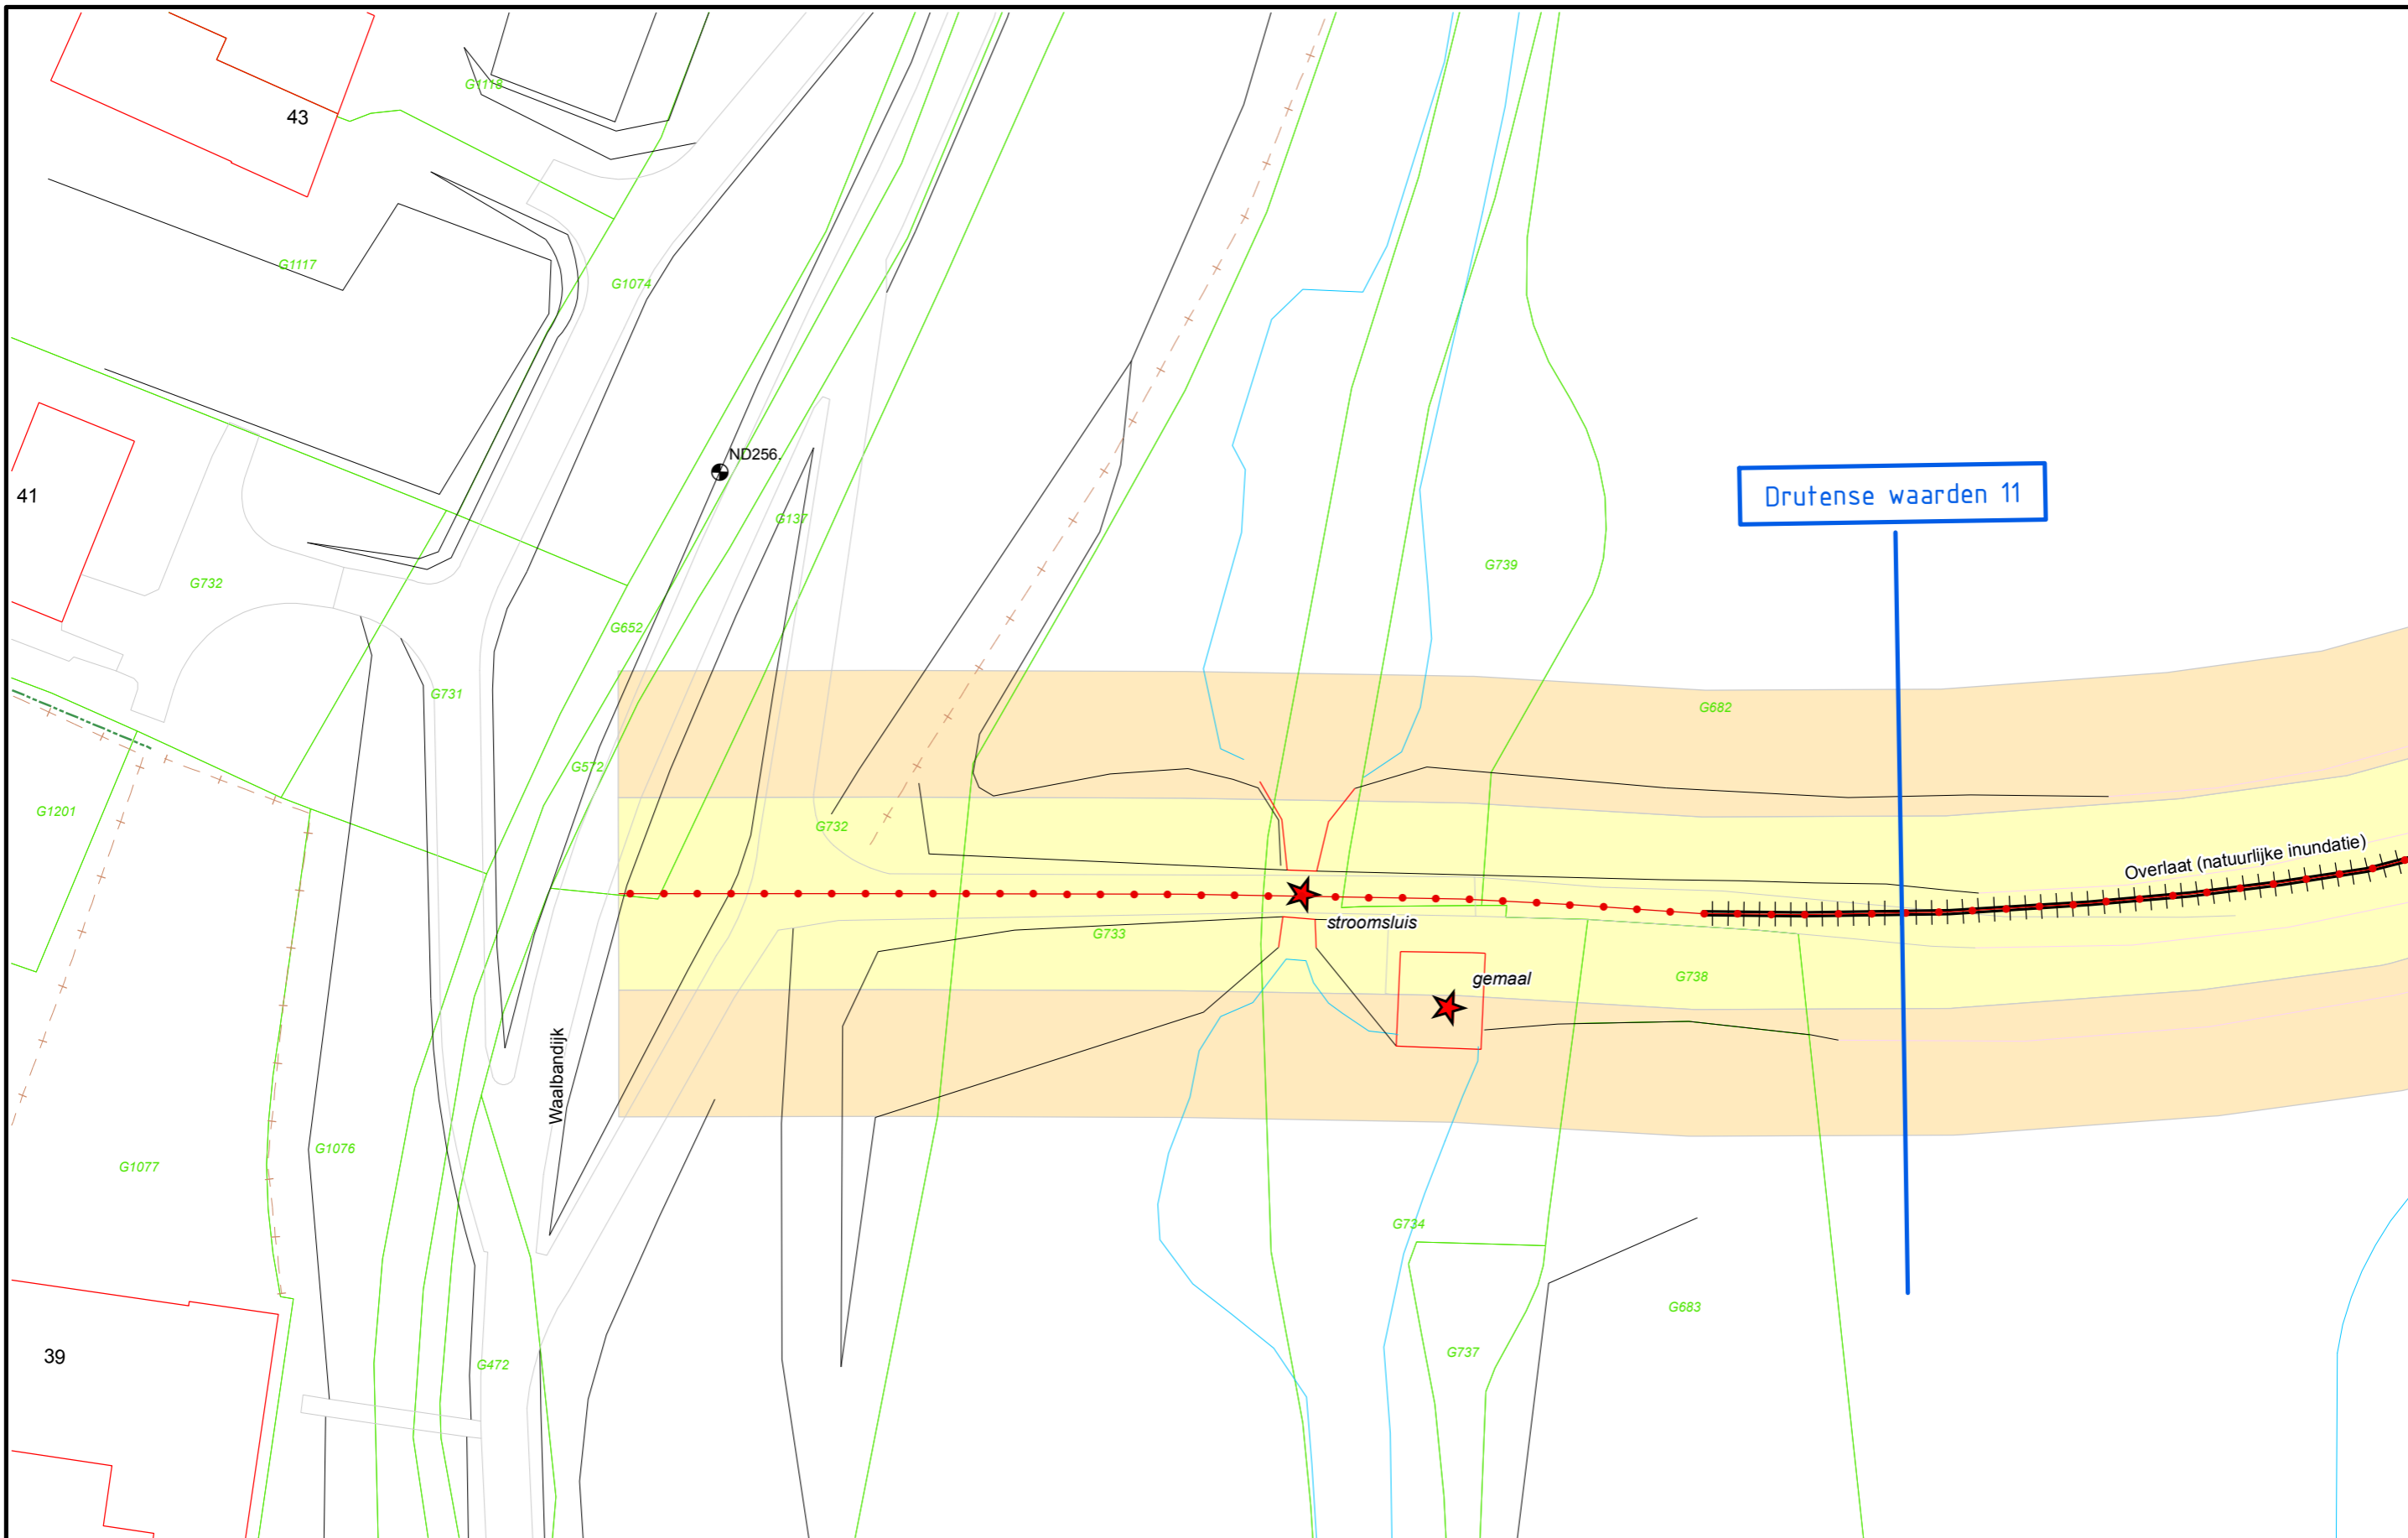 G1118
43
G1117
G1074
ND256.
41
Drutense waarden 11
G137
G739
G732
G652
G731
G682
G572
G1201
G732
Overlaat (natuurlijke inundatie)
stroomsluis
G733
gemaal
G738
Waalbandijk
G1076
G1077
G734
G683
39
G472
G737